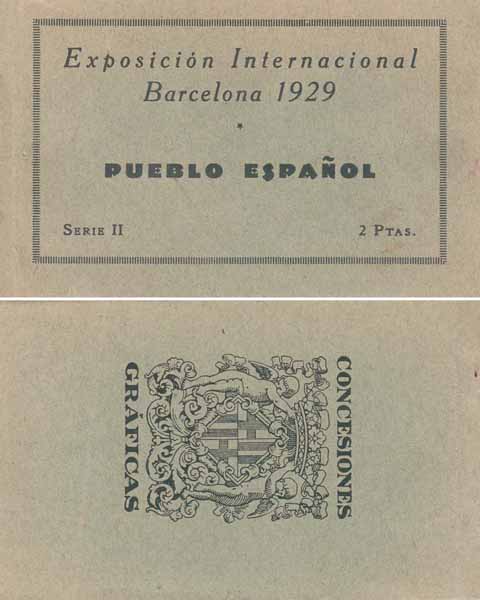 Exposición Internacional
Barcelona 1929
*
PUEBLO ESPAÑOL
SERIE II
2 PTAS.
CONCESIONES
GRÁFICAS